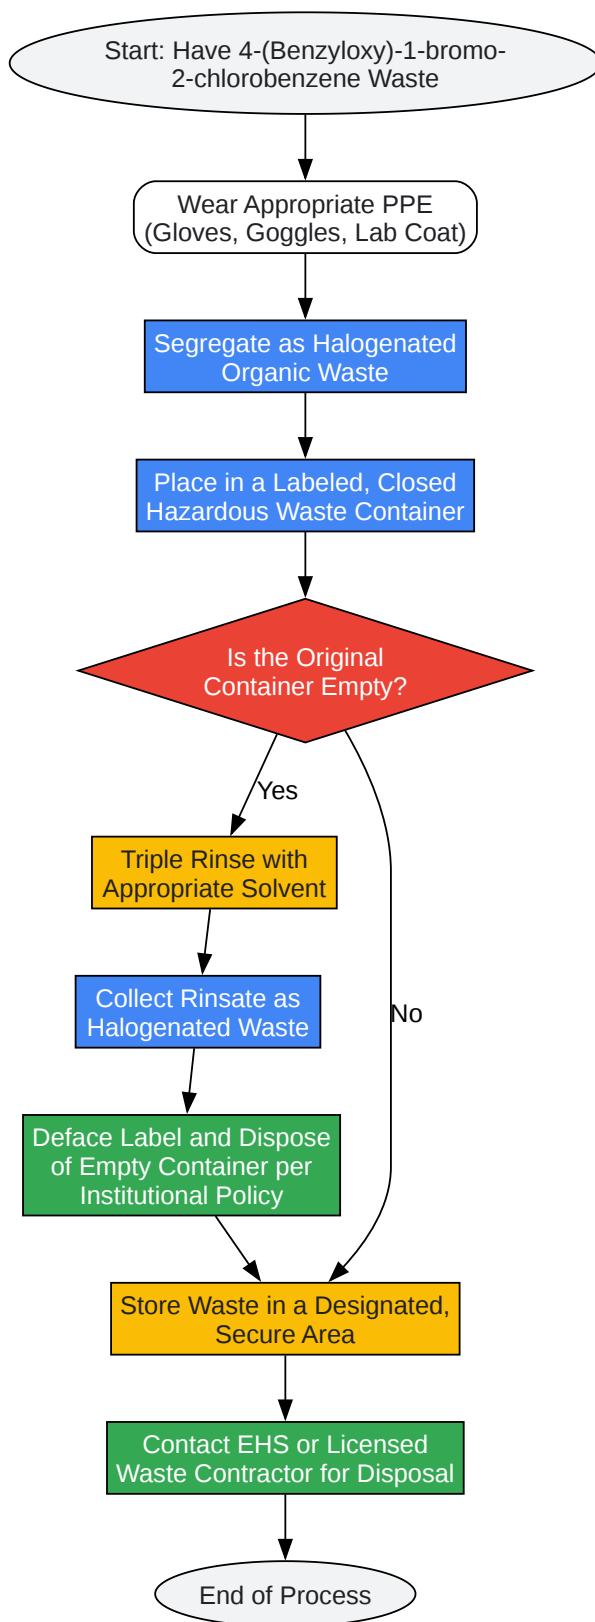 Start: Have 4-(Benzyloxy)-1-bromo-
2-chlorobenzene Waste
Wear Appropriate PPE
(Gloves, Goggles, Lab Coat)
Segregate as Halogenated
Organic Waste
Place in a Labeled, Closed
Hazardous Waste Container
Is the Original
Container Empty?
Yes
Triple Rinse with
Appropriate Solvent
Collect Rinsate as
Halogenated Waste
No
Deface Label and Dispose
of Empty Container per
Institutional Policy
Store Waste in a Designated,
Secure Area
Contact EHS or Licensed
Waste Contractor for Disposal
End of Process